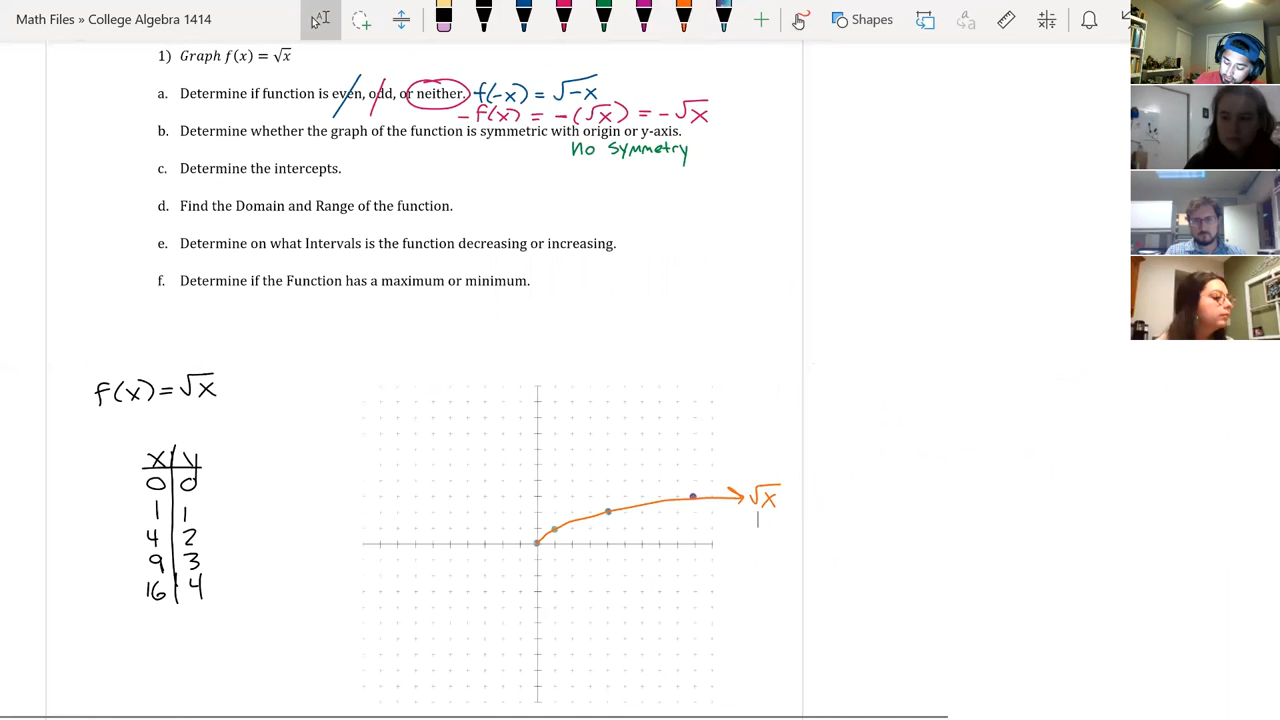 Math Files » College Algebra 1414
Shapes
1) Graph f(x) = √x
a. Determine if function is even, odd, or neither. f(-x) = √-x
-f(x) = -(√x) = -√x
b. Determine whether the graph of the function is symmetric with origin or y-axis.
no symmetry
c. Determine the intercepts.
d. Find the Domain and Range of the function.
e. Determine on what Intervals is the function decreasing or increasing.
f. Determine if the Function has a maximum or minimum.
f(x) = √x
x y
0 0
1 1
4 2
9 3
16 4
√x